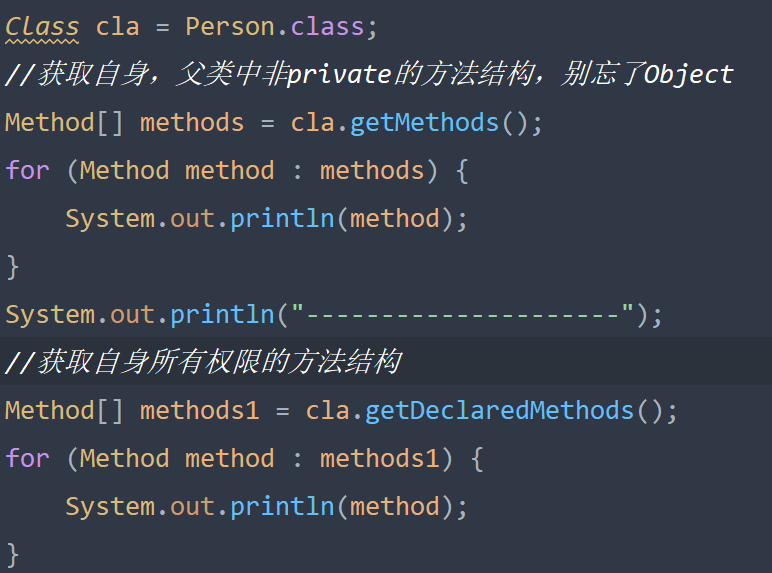 Class cla = Person.class;
//获取自身，父类中非private的方法结构，别忘了Object
Method[] methods = cla.getMethods();
for (Method method : methods) {
    System.out.println(method);
}
System.out.println("---------------------");
//获取自身所有权限的方法结构
Method[] methods1 = cla.getDeclaredMethods();
for (Method method : methods1) {
    System.out.println(method);
}